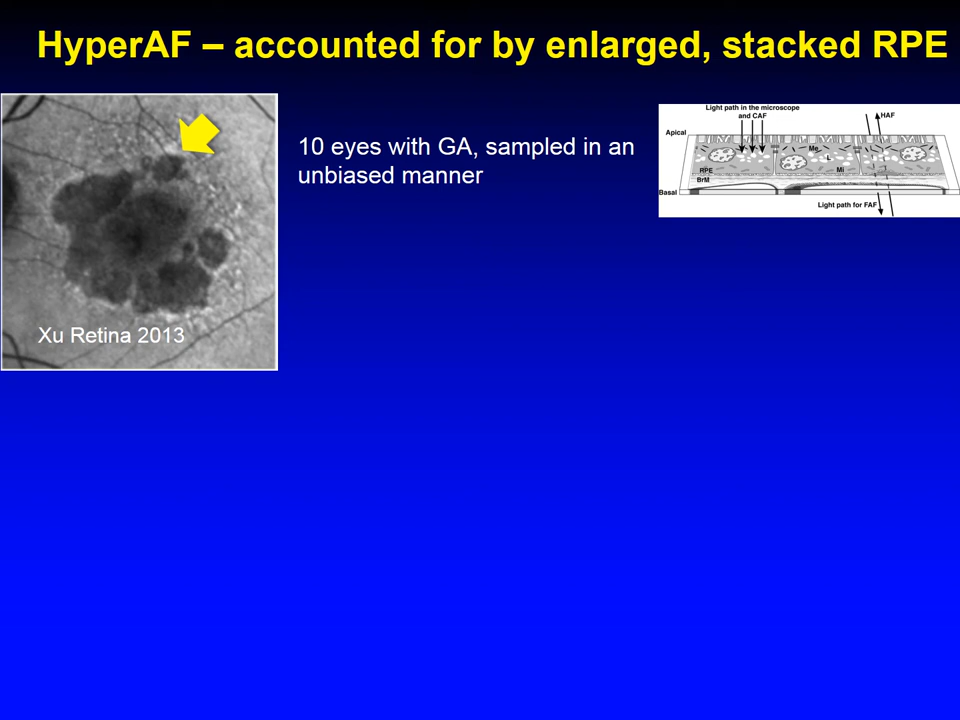 HyperAF – accounted for by enlarged, stacked RPE
10 eyes with GA, sampled in an
unbiased manner
Xu Retina 2013
Light path in the microscope
and CAF
HAF
Apical
Me
L
RPE
Mi
BrM
Basal
Light path for FAF